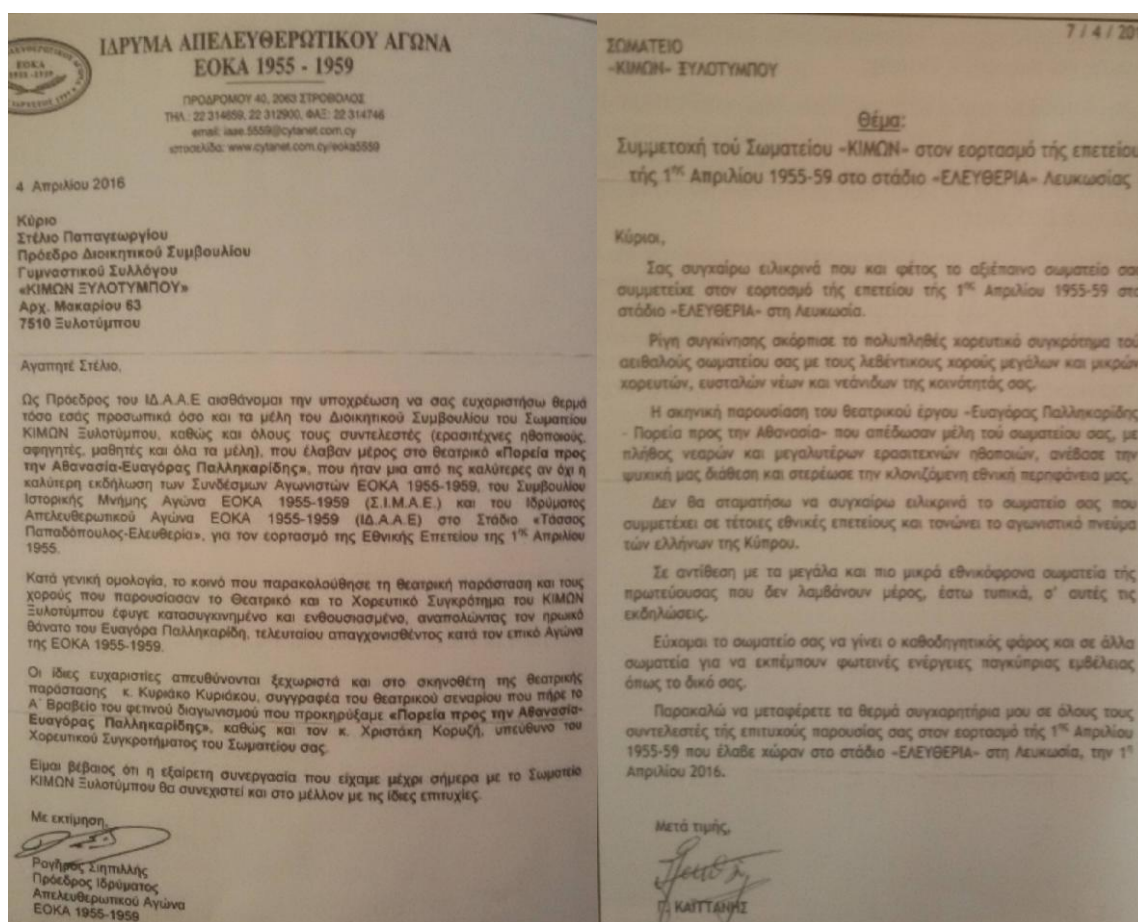 ΕΟΚΑ
1955 - 1959
ΙΔΡΥΜΑ ΑΠΕΛΕΥΘΕΡΩΤΙΚΟΥ ΑΓΩΝΑ
ΕΟΚΑ 1955 - 1959
ΠΡΟΔΡΟΜΟΥ 40, 2063 ΣΤΡΟΒΟΛΟΣ
ΤΗΛ.: 22 314659, 22 312900, ΦΑΞ: 22 314746
email: iaae.5559@cytanet.com.cy
ιστοσελίδα: www.cytanet.com.cy/eoka5559
4 Απριλίου 2016
Κύριο
Στέλιο Παπαγεωργίου
Πρόεδρο Διοικητικού Συμβουλίου
Γυμναστικού Συλλόγου
«ΚΙΜΩΝ ΞΥΛΟΤΥΜΠΟΥ»
Αρχ. Μακαρίου 63
7510 Ξυλοτύμπου
Αγαπητέ Στέλιο,
Ως Πρόεδρος του ΙΔ.Α.Α.Ε αισθάνομαι την υποχρέωση να σας ευχαριστήσω θερμά
τόσο εσάς προσωπικά όσο και τα μέλη του Διοικητικού Συμβουλίου του Σωματείου
ΚΙΜΩΝ Ξυλοτύμπου, καθώς και όλους τους συντελεστές (ερασιτέχνες ηθοποιούς,
αφηγητές, μαθητές και όλα τα μέλη), που έλαβαν μέρος στο θεατρικό «Πορεία προς
την Αθανασία-Ευαγόρας Παλληκαρίδης», που ήταν μια από τις καλύτερες αν όχι η
καλύτερη εκδήλωση των Συνδέσμων Αγωνιστών ΕΟΚΑ 1955-1959, του Συμβουλίου
Ιστορικής Μνήμης Αγώνα ΕΟΚΑ 1955-1959 (Σ.Ι.Μ.Α.Ε.) και του Ιδρύματος
Απελευθερωτικού Αγώνα ΕΟΚΑ 1955-1959 (ΙΔ.Α.Α.Ε) στο Στάδιο «Τάσσος
Παπαδόπουλος-Ελευθερία», για τον εορτασμό της Εθνικής Επετείου της 1ης Απριλίου
1955.
Κατά γενική ομολογία, το κοινό που παρακολούθησε τη θεατρική παράσταση και τους
χορούς που παρουσίασαν το Θεατρικό και το Χορευτικό Συγκρότημα του ΚΙΜΩΝ
Ξυλοτύμπου έφυγε κατασυγκινημένο και ενθουσιασμένο, αναπολώντας τον ηρωικό
θάνατο του Ευαγόρα Παλληκαρίδη, τελευταίου απαγχονισθέντος κατά τον επικό Αγώνα
της ΕΟΚΑ 1955-1959.
Οι ίδιες ευχαριστίες απευθύνονται ξεχωριστά και στο σκηνοθέτη της θεατρικής
παράστασης κ. Κυριάκο Κυριάκου, συγγραφέα του θεατρικού σεναρίου που πήρε το
Α΄ Βραβείο του φετινού διαγωνισμού που προκηρύξαμε «Πορεία προς την Αθανασία-
Ευαγόρας Παλληκαρίδης», καθώς και τον κ. Χριστάκη Κορυζή, υπεύθυνο του
Χορευτικού Συγκροτήματος του Σωματείου σας.
Είμαι βέβαιος ότι η εξαίρετη συνεργασία που είχαμε μέχρι σήμερα με το Σωματείο
ΚΙΜΩΝ Ξυλοτύμπου θα συνεχιστεί και στο μέλλον με τις ίδιες επιτυχίες.
Με εκτίμηση,
Ρογήρος Σιηπιλλής
Πρόεδρος Ιδρύματος
Απελευθερωτικού Αγώνα
ΕΟΚΑ 1955-1959
7 / 4 / 201
ΣΩΜΑΤΕΙΟ
«ΚΙΜΩΝ» ΞΥΛΟΤΥΜΠΟΥ
Θέμα:
Συμμετοχή τού Σωματείου «ΚΙΜΩΝ» στον εορτασμό τής επετείου
τής 1ης Απριλίου 1955-59 στο στάδιο «ΕΛΕΥΘΕΡΙΑ» Λευκωσίας
Κύριοι,
Σας συγχαίρω ειλικρινά που και φέτος το αξιέπαινο σωματείο σας
συμμετείχε στον εορτασμό τής επετείου τής 1ης Απριλίου 1955-59 στο
στάδιο «ΕΛΕΥΘΕΡΙΑ» στη Λευκωσία.
Ρίγη συγκίνησης σκόρπισε το πολυπληθές χορευτικό συγκρότημα τού
αειθαλούς σωματείου σας με τους λεβέντικους χορούς μεγάλων και μικρών
χορευτών, ευσταλών νέων και νεάνιδων της κοινότητάς σας.
Η σκηνική παρουσίαση του θεατρικού έργου «Ευαγόρας Παλληκαρίδης
- Πορεία προς την Αθανασία» που απέδωσαν μέλη τού σωματείου σας, με
πλήθος νεαρών και μεγαλυτέρων ερασιτεχνών ηθοποιών, ανέβασε την
ψυχική μας διάθεση και στερέωσε την κλονιζόμενη εθνική περηφάνεια μας.
Δεν θα σταματήσω να συγχαίρω ειλικρινά το σωματείο σας που
συμμετέχει σε τέτοιες εθνικές επετείους και τονώνει το αγωνιστικό πνεύμα
τών ελλήνων της Κύπρου.
Σε αντίθεση με τα μεγάλα και πιο μικρά εθνικόφρονα σωματεία τής
πρωτεύουσας που δεν λαμβάνουν μέρος, έστω τυπικά, σ' αυτές τις
εκδηλώσεις.
Εύχομαι το σωματείο σας να γίνει ο καθοδηγητικός φάρος και σε άλλα
σωματεία για να εκπέμπουν φωτεινές ενέργειες παγκύπριας εμβέλειας
όπως το δικό σας.
Παρακαλώ να μεταφέρετε τα θερμά συγχαρητήρια μου σε όλους τους
συντελεστές τής επιτυχούς παρουσίας σας στον εορτασμό τής 1ης Απριλίου
1955-59 που έλαβε χώραν στο στάδιο «ΕΛΕΥΘΕΡΙΑ» στη Λευκωσία, την 1η
Απριλίου 2016.
Μετά τιμής,
Γ. ΚΑΪΤΤΑΝΗΣ